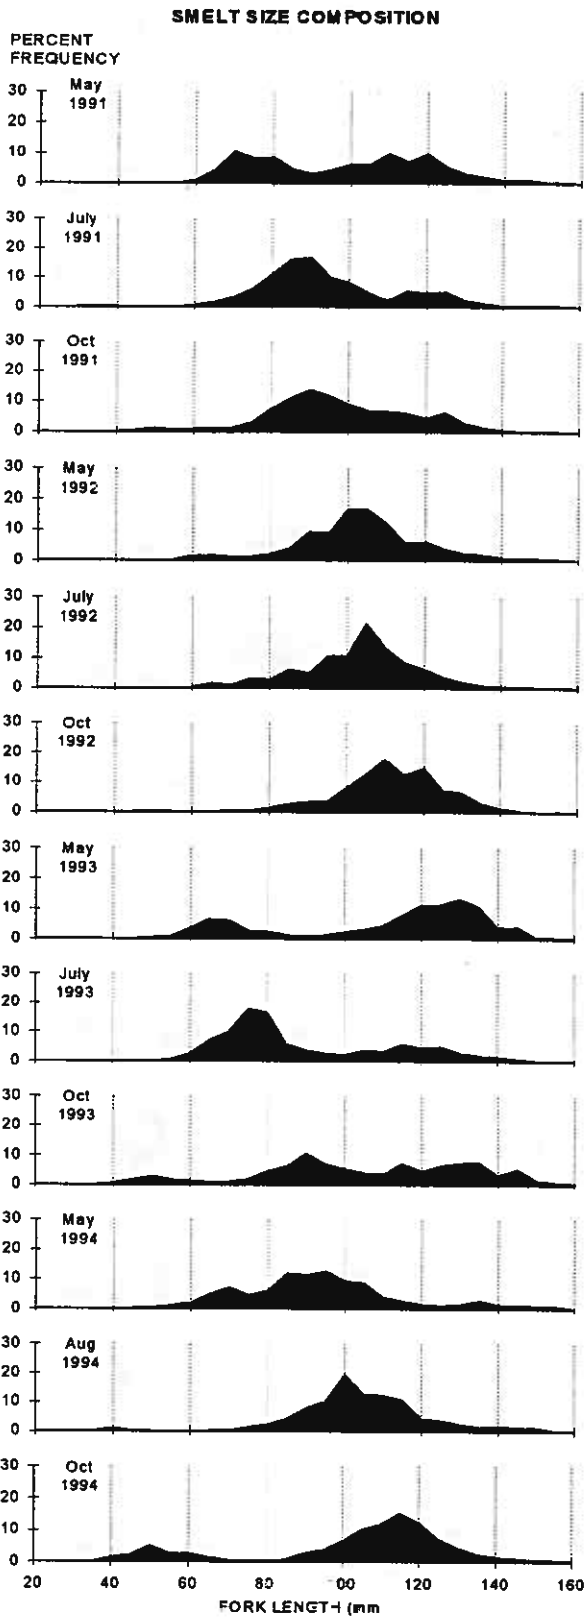 SMELT SIZE COMPOSITION
PERCENT
FREQUENCY
30 May
20 1991
10
0
30 July
20 1991
10
0
30 Oct
20 1991
10
0
30 May
20 1992
10
0
30 July
20 1992
10
0
30 Oct
20 1992
10
0
30 May
20 1993
10
0
30 July
20 1993
10
0
30 Oct
20 1993
10
0
30 May
20 1994
10
0
30 Aug
20 1994
10
0
30 Oct
20 1994
10
0
20 40 60 80 00 120 140 160
FORK LENGTH (mm